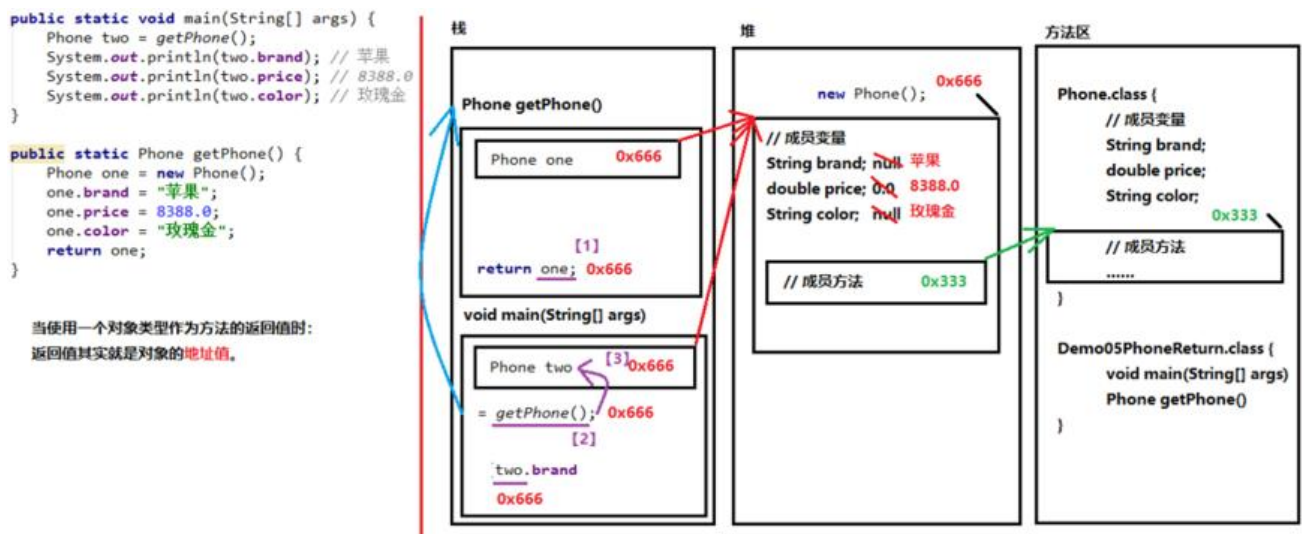 public static void main(String[] args) {
Phone two = getPhone();
System.out.println(two.brand); // 苹果
System.out.println(two.price); // 8388.0
System.out.println(two.color); // 玫瑰金
}
public static Phone getPhone() {
Phone one = new Phone();
one.brand = "苹果";
one.price = 8388.0;
one.color = "玫瑰金";
return one;
}
当使用一个对象类型作为方法的返回值时：
返回值其实就是对象的地址值。
栈
Phone getPhone()
Phone one 0x666
[1]
return one; 0x666
void main(String[] args)
Phone two [3] 0x666
= getPhone(); 0x666
[2]
two.brand
0x666
堆
0x666
new Phone();
// 成员变量
String brand; null 苹果
double price; 0.0 8388.0
String color; null 玫瑰金
// 成员方法 0x333
方法区
Phone.class {
// 成员变量
String brand;
double price;
String color;
0x333
// 成员方法
......
}
Demo05PhoneReturn.class {
void main(String[] args)
Phone getPhone()
}